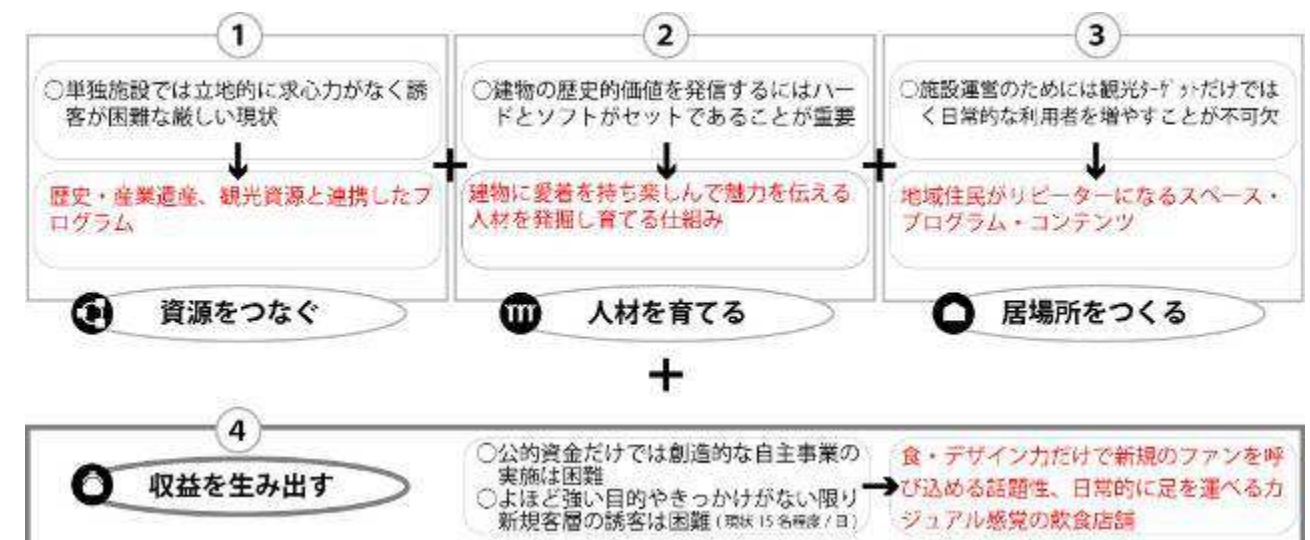 1
○単独施設では立地的に求心力がなく誘
客が困難な厳しい現状
歴史・産業遺産、観光資源と連携したプ
ログラム
資源をつなぐ
+
2
○建物の歴史的価値を発信するにはハー
ドとソフトがセットであることが重要
建物に愛着を持ち楽しんで魅力を伝える
人材を発掘し育てる仕組み
人材を育てる
+
3
○施設運営のためには観光ターゲットだけでは
く日常的な利用者を増やすことが不可欠
地域住民がリピーターになるスペース・
プログラム・コンテンツ
居場所をつくる
+
4
収益を生み出す
○公的資金だけでは創造的な自主事業の
実施は困難
○よほど強い目的やきっかけがない限り
新規客層の誘客は困難(現状15名程度/日)
食・デザイン力だけで新規のファンを呼
び込める話題性、日常的に足を運べるカ
ジュアル感覚の飲食店舗